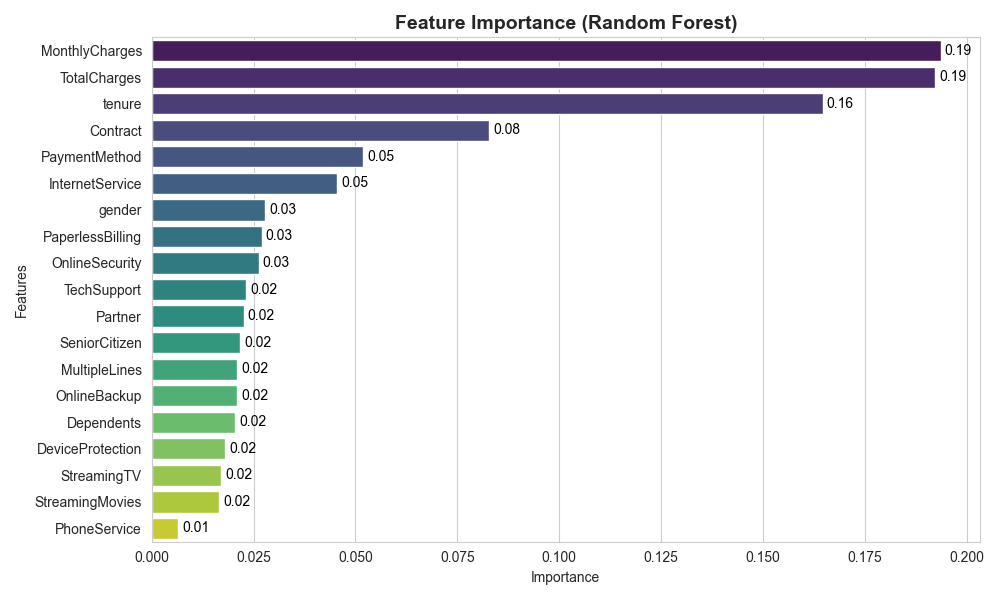 Feature Importance (Random Forest)
MonthlyCharges 0.19
TotalCharges 0.19
tenure 0.16
Contract 0.08
PaymentMethod 0.05
InternetService 0.05
gender 0.03
PaperlessBilling 0.03
OnlineSecurity 0.03
TechSupport 0.02
Partner 0.02
SeniorCitizen 0.02
MultipleLines 0.02
OnlineBackup 0.02
Dependents 0.02
DeviceProtection 0.02
StreamingTV 0.02
StreamingMovies 0.02
PhoneService 0.01
Features
0.000 0.025 0.050 0.075 0.100 0.125 0.150 0.175 0.200
Importance